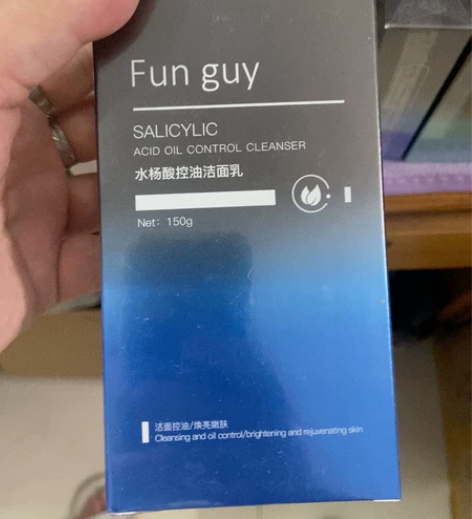 Fun guy
SALICYLIC
ACID OIL CONTROL CLEANSER
水杨酸控油洁面乳
Net: 150g
洁面控油/焕亮嫩肤
Cleansing and oil control/brightening and rejuvenating skin